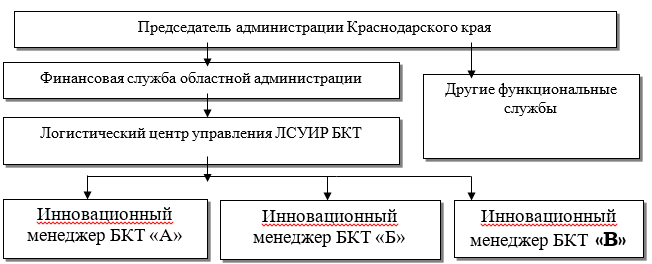 Председатель администрации Краснодарского края
Финансовая служба областной администрации
Другие функциональные
службы
Логистический центр управления ЛСУИР БКТ
Инновационный
менеджер БКТ «А»
Инновационный
менеджер БКТ «Б»
Инновационный
менеджер БКТ «В»